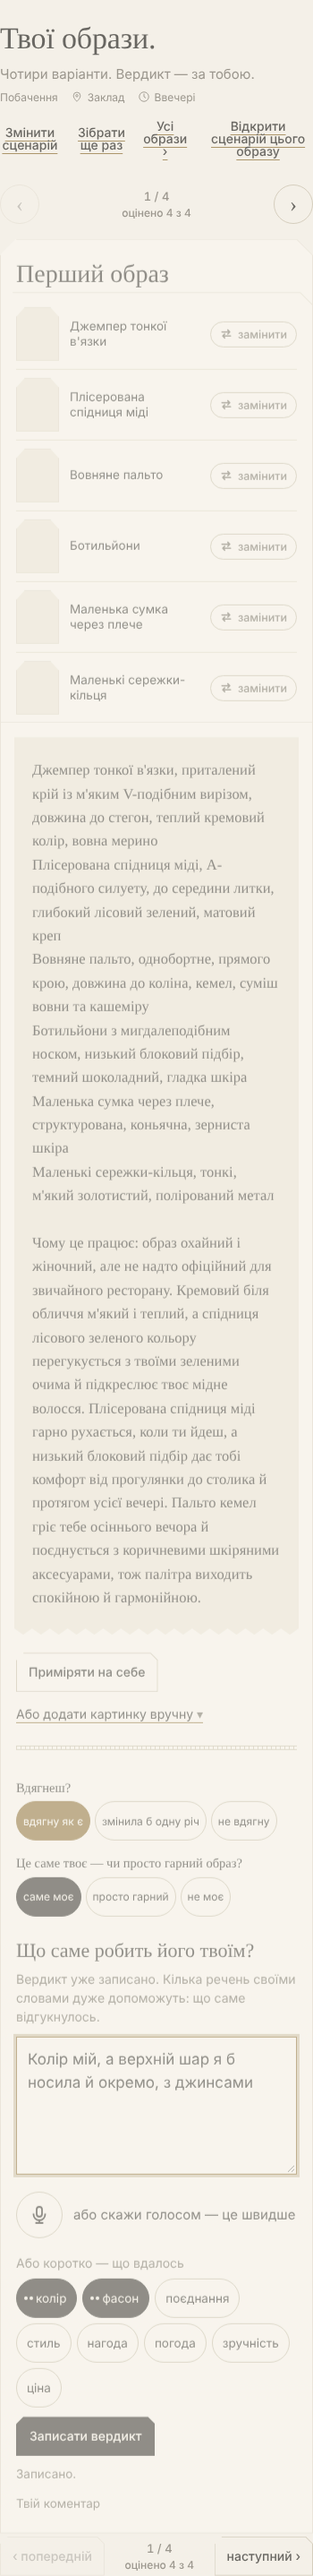 Твої образи.
Чотири варіанти. Вердикт — за тобою.
Побачення Заклад Ввечері
Змінити сценарій
Зібрати ще раз
Усі образи ›
Відкрити сценарій цього образу
‹
1 / 4
оцінено 4 з 4
›
Перший образ
Джемпер тонкої
в'язки
замінити
Плісерована
спідниця міді
замінити
Вовняне пальто
замінити
Ботильйони
замінити
Маленька сумка
через плече
замінити
Маленькі сережки-
кільця
замінити
Джемпер тонкої в'язки, приталений
крій із м'яким V-подібним вирізом,
довжина до стегон, теплий кремовий
колір, вовна мерино
Плісерована спідниця міді, А-
подібного силуету, до середини литки,
глибокий лісовий зелений, матовий
креп
Вовняне пальто, однобортне, прямого
крою, довжина до коліна, кемел, суміш
вовни та кашеміру
Ботильйони з мигдалеподібним
носком, низький блоковий підбір,
темний шоколадний, гладка шкіра
Маленька сумка через плече,
структурована, коньячна, зерниста
шкіра
Маленькі сережки-кільця, тонкі,
м'який золотистий, полірований метал
Чому це працює: образ охайний і
жіночний, але не надто офіційний для
звичайного ресторану. Кремовий біля
обличчя м'який і теплий, а спідниця
лісового зеленого кольору
перегукується з твоїми зеленими
очима й підкреслює твоє мідне
волосся. Плісерована спідниця міді
гарно рухається, коли ти йдеш, а
низький блоковий підбір дає тобі
комфорт від прогулянки до столика й
протягом усієї вечері. Пальто кемел
гріє тебе осіннього вечора й
поєднується з коричневими шкіряними
аксесуарами, тож палітра виходить
спокійною й гармонійною.
Приміряти на себе
Або додати картинку вручну ▾
Вдягнеш?
вдягну як є змінила б одну річ не вдягну
Це саме твоє — чи просто гарний образ?
саме моє просто гарний не моє
Що саме робить його твоїм?
Вердикт уже записано. Кілька речень своїми
словами дуже допоможуть: що саме
відгукнулось.
Колір мій, а верхній шар я б
носила й окремо, з джинсами
або скажи голосом — це швидше
Або коротко — що вдалось
•• колір •• фасон поєднання
стиль нагода погода зручність
ціна
Записати вердикт
Записано.
Твій коментар
‹ попередній
1 / 4
оцінено 4 з 4
наступний ›